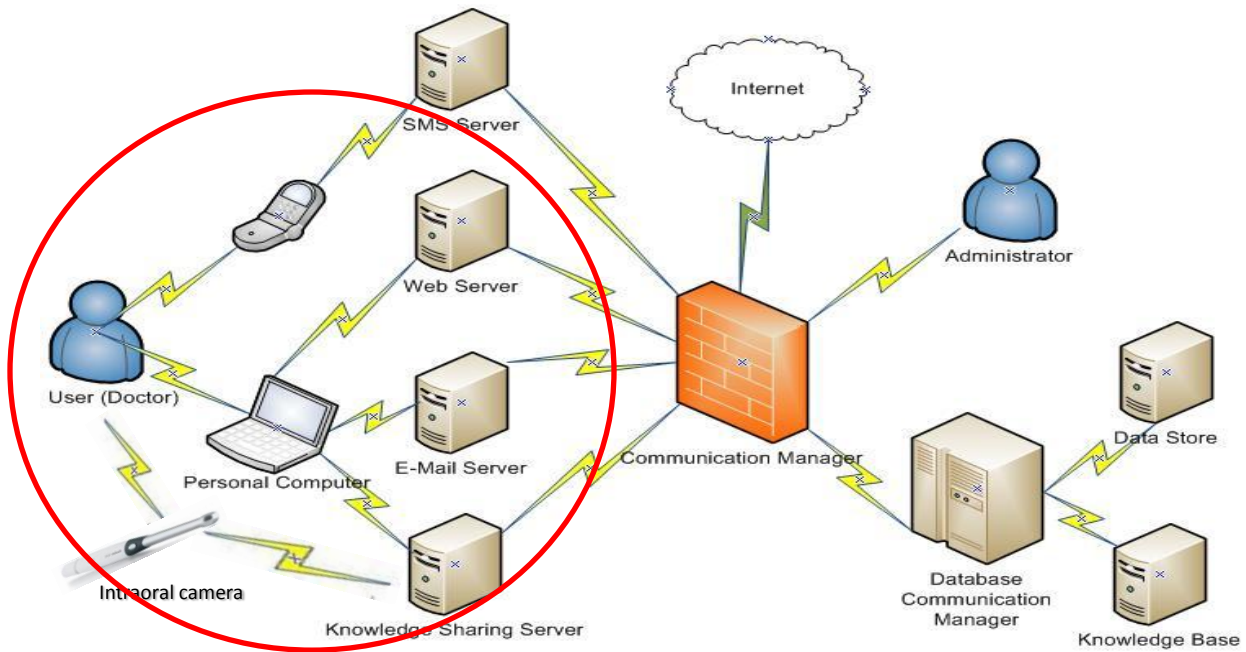 Internet
SMS Server
Administrator
Web Server
User (Doctor)
Communication Manager
Data Store
E-Mail Server
Personal Computer
Intraoral camera
Database
Communication
Manager
Knowledge Sharing Server
Knowledge Base